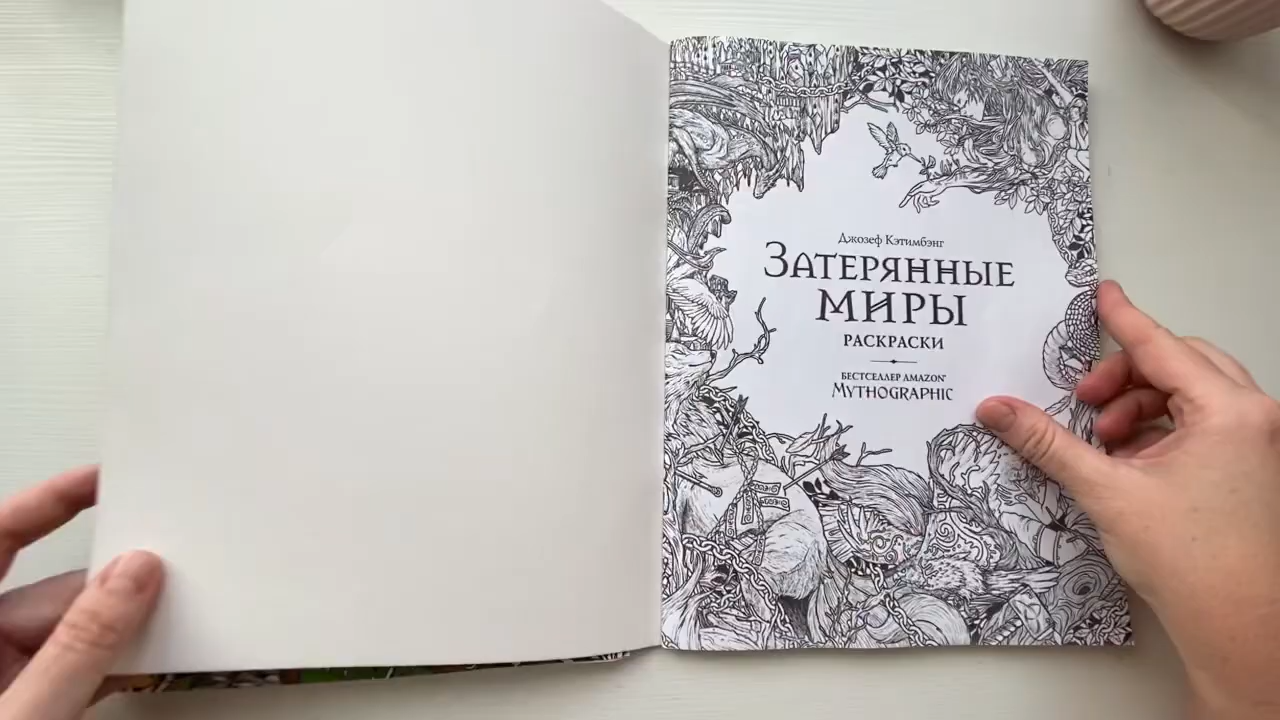 Джозеф Кэтимбэнг
ЗАТЕРЯННЫЕ
МИРЫ
РАСКРАСКИ
БЕСТСЕЛЛЕР AMAZON
MYTHOGRAPHIC